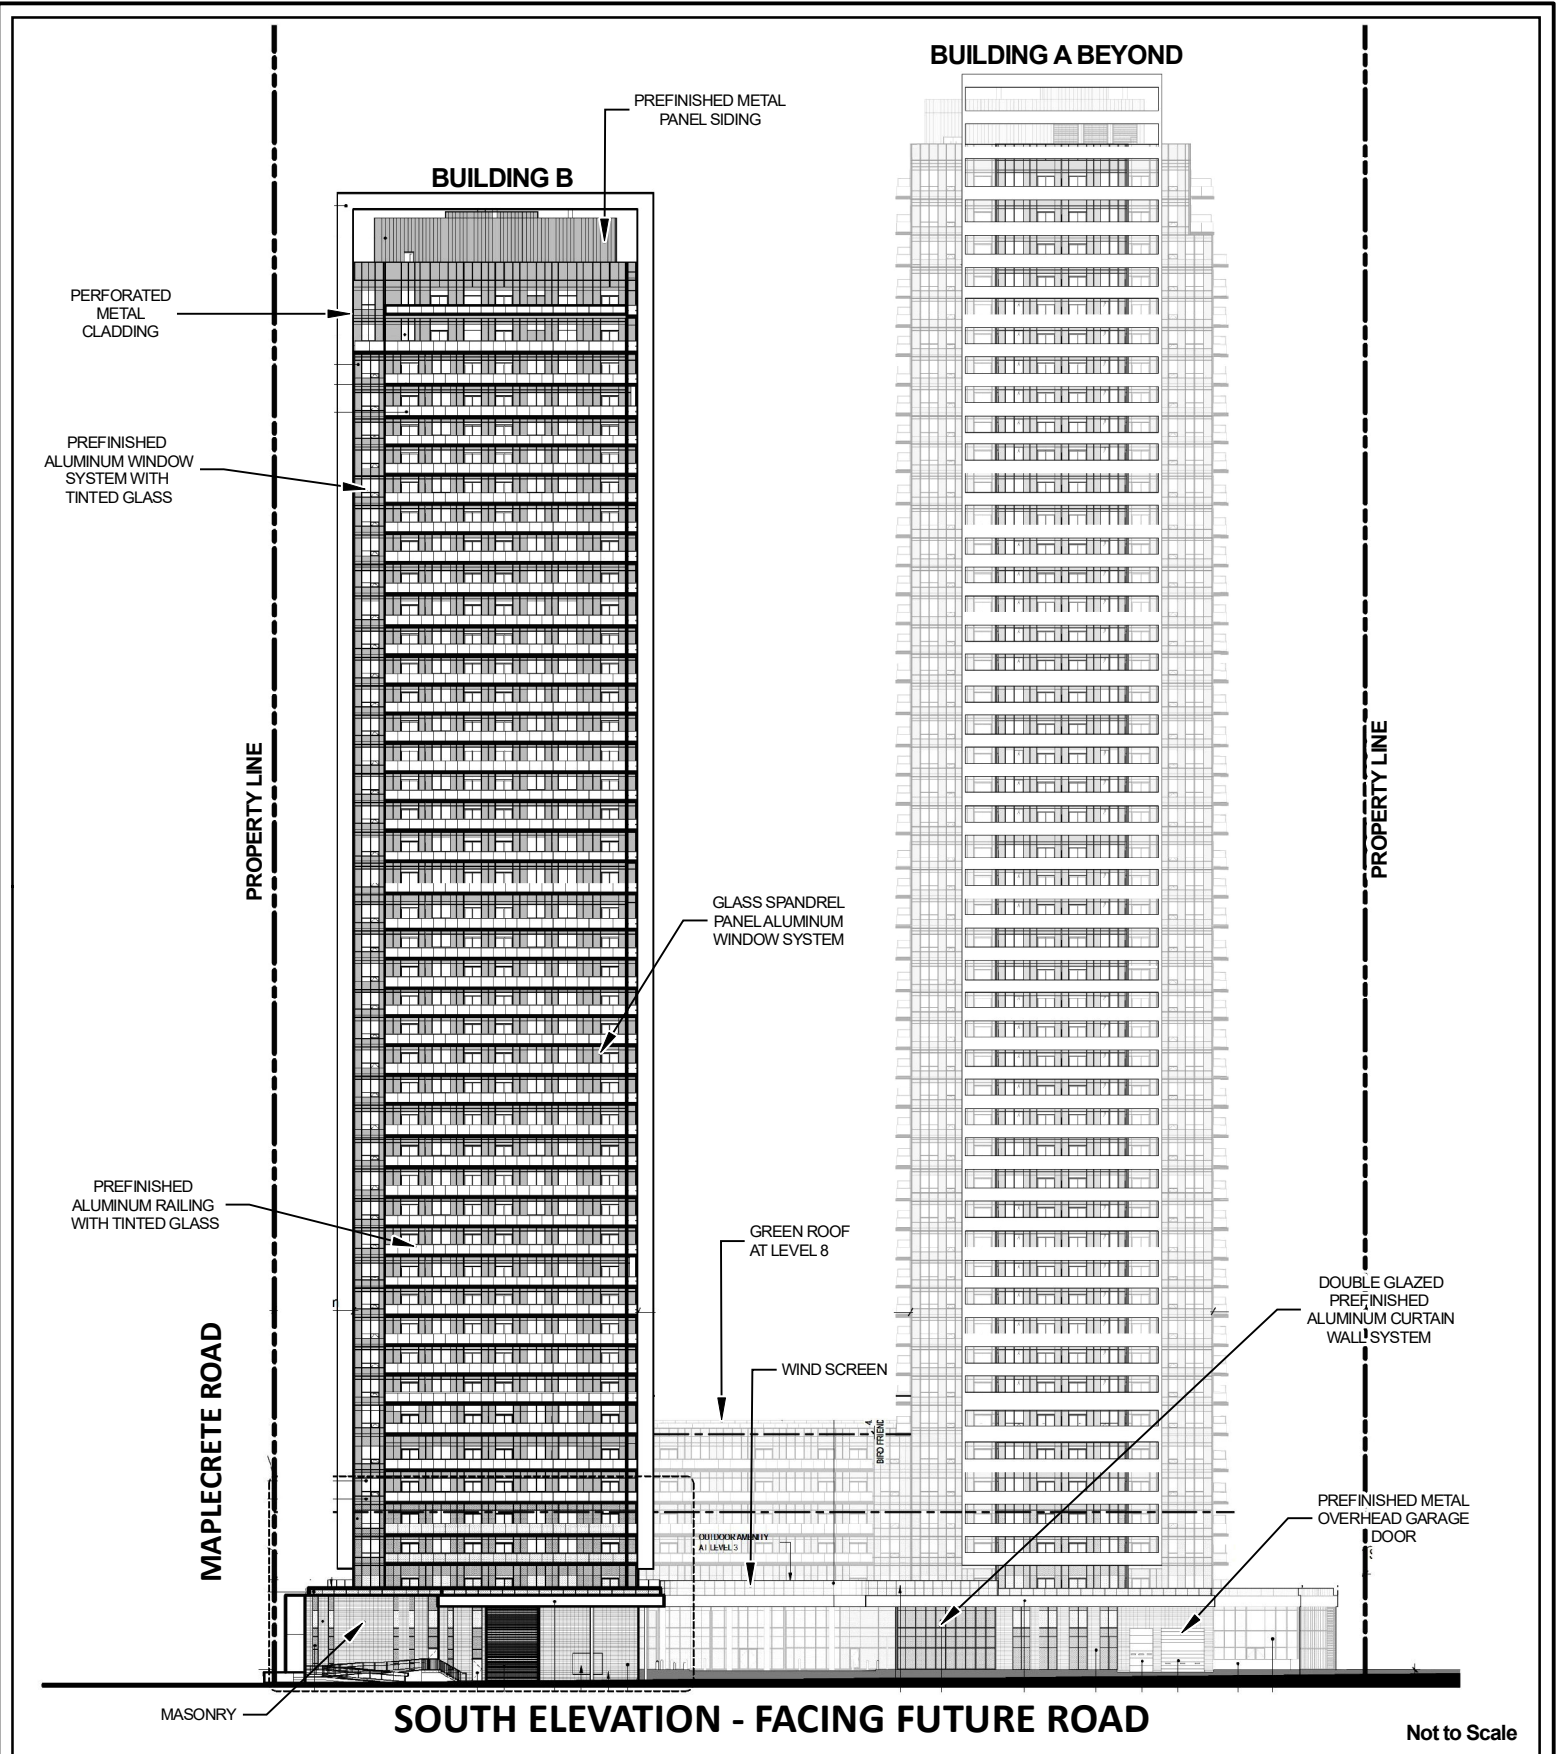 BUILDING A BEYOND
PREFINISHED METAL
PANEL SIDING
BUILDING B
PERFORATED
METAL
CLADDING
PREFINISHED
ALUMINUM WINDOW
SYSTEM WITH
TINTED GLASS
PROPERTY LINE
PROPERTY LINE
GLASS SPANDREL
PANEL ALUMINUM
WINDOW SYSTEM
PREFINISHED
ALUMINUM RAILING
WITH TINTED GLASS
GREEN ROOF
AT LEVEL 8
DOUBLE GLAZED
PREFINISHED
ALUMINUM CURTAIN
WALL SYSTEM
MAPLECRETE ROAD
WIND SCREEN
BIRD FRIEND
PREFINISHED METAL
OVERHEAD GARAGE
DOOR
OUTDOOR AMENITY
AT LEVEL 3
MASONRY
SOUTH ELEVATION - FACING FUTURE ROAD
Not to Scale